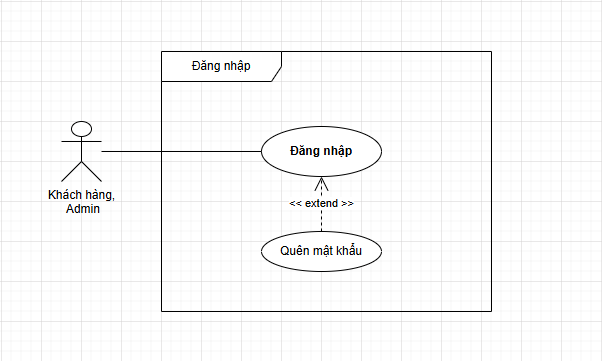 Đăng nhập
Đăng nhập
<< extend >>
Khách hàng,
Admin
Quên mật khẩu